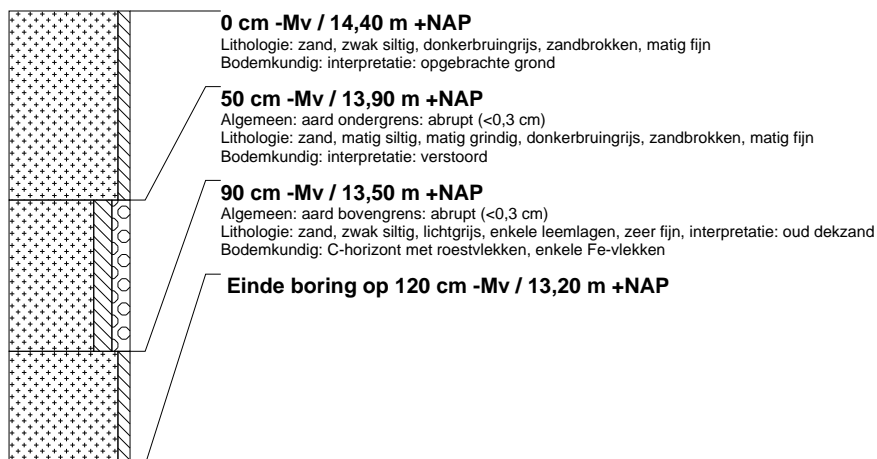 0 cm -Mv / 14,40 m +NAP
Lithologie: zand, zwak siltig, donkerbruingrijs, zandbrokken, matig fijn
Bodemkundig: interpretatie: opgebrachte grond
50 cm -Mv / 13,90 m +NAP
Algemeen: aard ondergrens: abrupt (<0,3 cm)
Lithologie: zand, matig siltig, matig grindig, donkerbruingrijs, zandbrokken, matig fijn
Bodemkundig: interpretatie: verstoord
90 cm -Mv / 13,50 m +NAP
Algemeen: aard bovengrens: abrupt (<0,3 cm)
Lithologie: zand, zwak siltig, lichtgrijs, enkele leemlagen, zeer fijn, interpretatie: oud dekzand
Bodemkundig: C-horizont met roestvlekken, enkele Fe-vlekken
Einde boring op 120 cm -Mv / 13,20 m +NAP